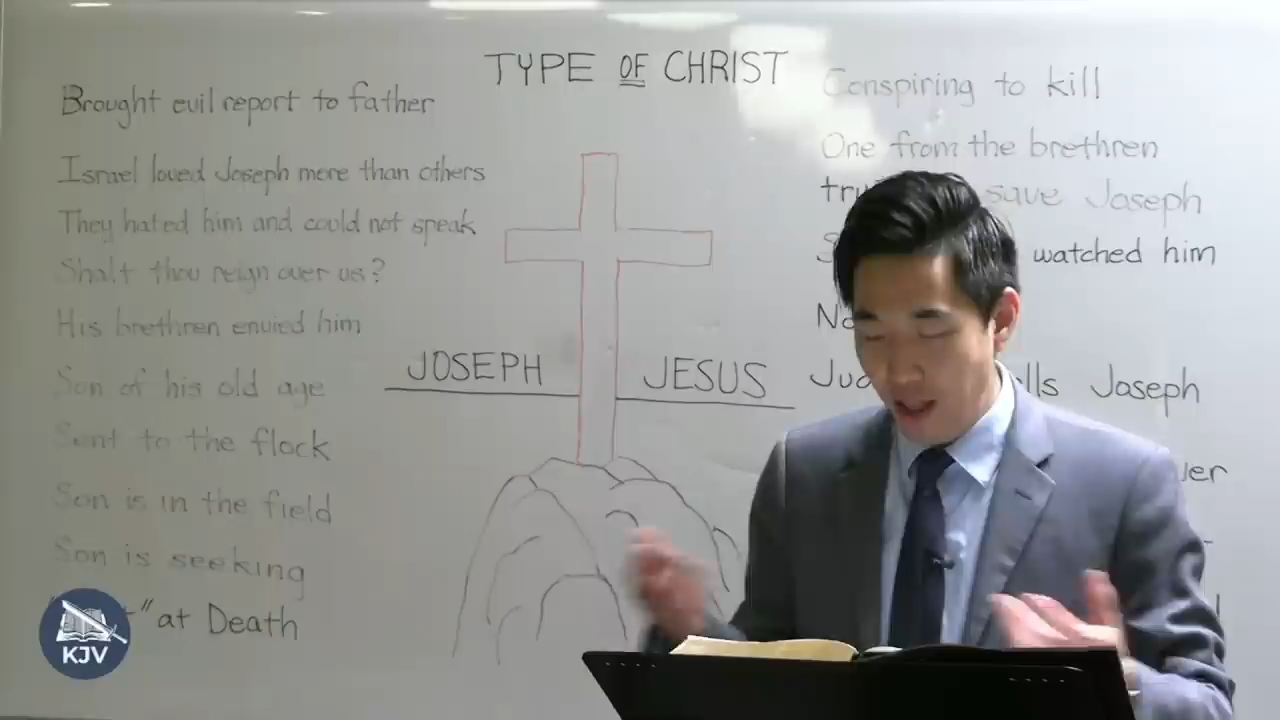 TYPE OF CHRIST
Brought evil report to father
Israel loved Joseph more than others
They hated him and could not speak
Shalt thou reign over us?
His brethren envied him
Son of his old age
Sent to the flock
Son is in the field
Son is seeking
" at Death
JOSEPH
JESUS
Conspiring to kill
One from the brethren
save Joseph
watched him
Joseph
KJV